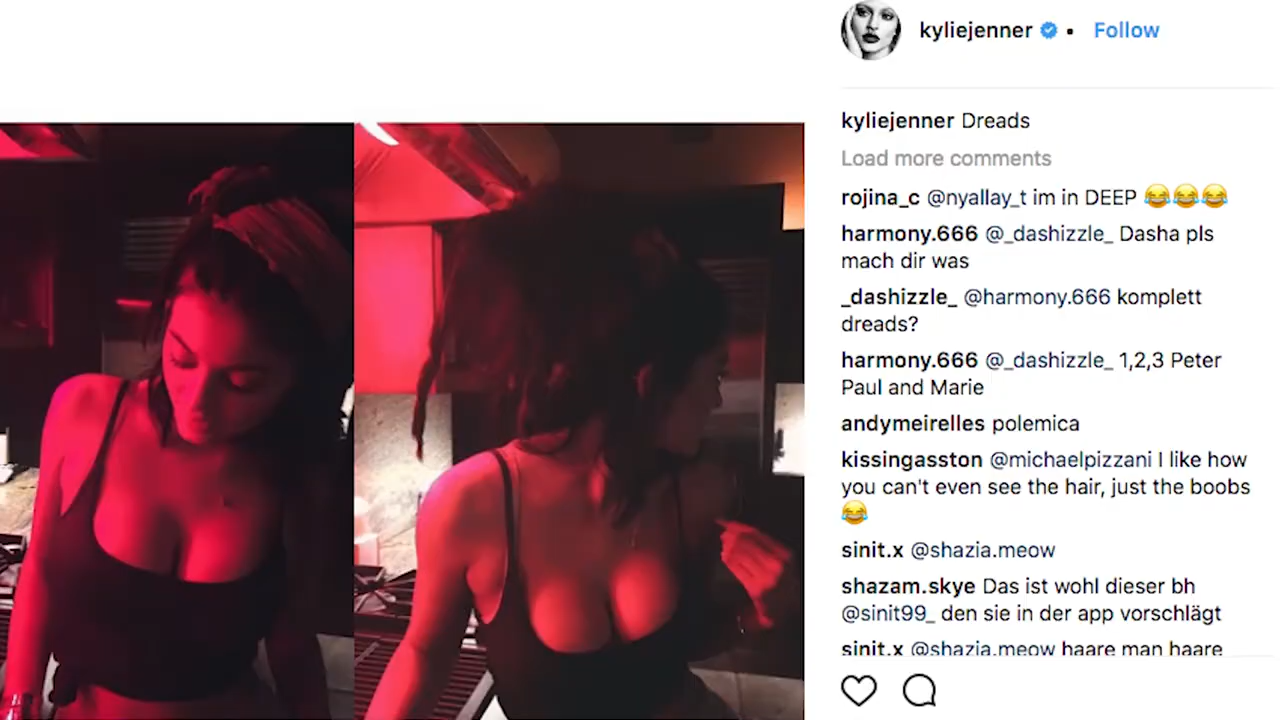 kyliejenner • Follow
kyliejenner Dreads
Load more comments
rojina_c @nyallay_t im in DEEP 😂😂😂
harmony.666 @_dashizzle_ Dasha pls
mach dir was
_dashizzle_ @harmony.666 komplett
dreads?
harmony.666 @_dashizzle_ 1,2,3 Peter
Paul and Marie
andymeirelles polemica
kissingasston @michaelpizzani I like how
you can't even see the hair, just the boobs
😂
sinit.x @shazia.meow
shazam.skye Das ist wohl dieser bh
@sinit99_ den sie in der app vorschlägt
sinit.x @shazia.meow haare man haare